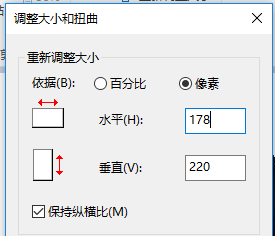 调整大小和扭曲
重新调整大小
依据(B):
百分比
像素
水平(H):
178
垂直(V):
220
保持纵横比(M)